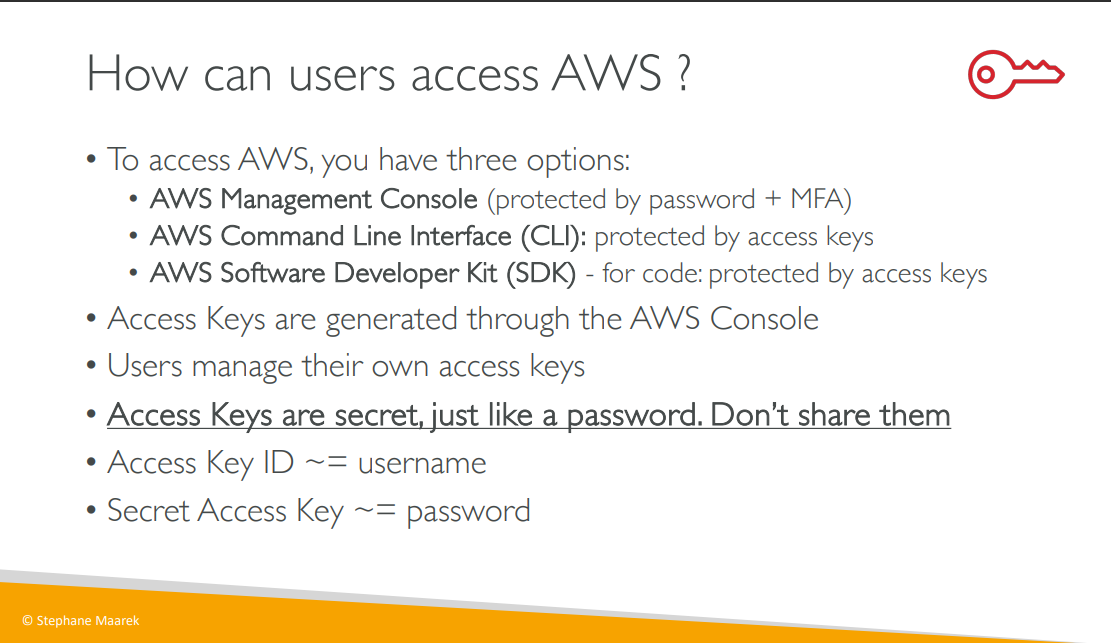 How can users access AWS ?
• To access AWS, you have three options:
• AWS Management Console (protected by password + MFA)
• AWS Command Line Interface (CLI): protected by access keys
• AWS Software Developer Kit (SDK) - for code: protected by access keys
• Access Keys are generated through the AWS Console
• Users manage their own access keys
• Access Keys are secret, just like a password. Don’t share them
• Access Key ID ~= username
• Secret Access Key ~= password
© Stephane Maarek